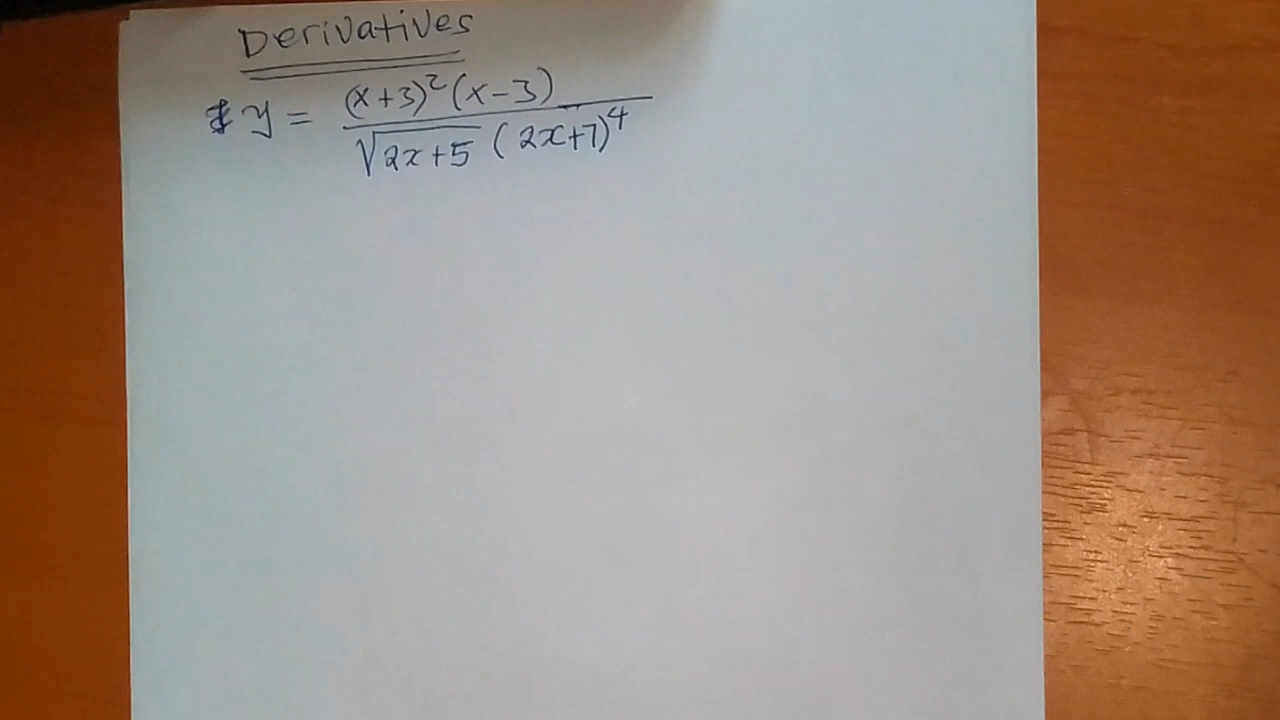 Derivatives
y = (x+3)²(x-3)
√2x+5 (2x+7)⁴